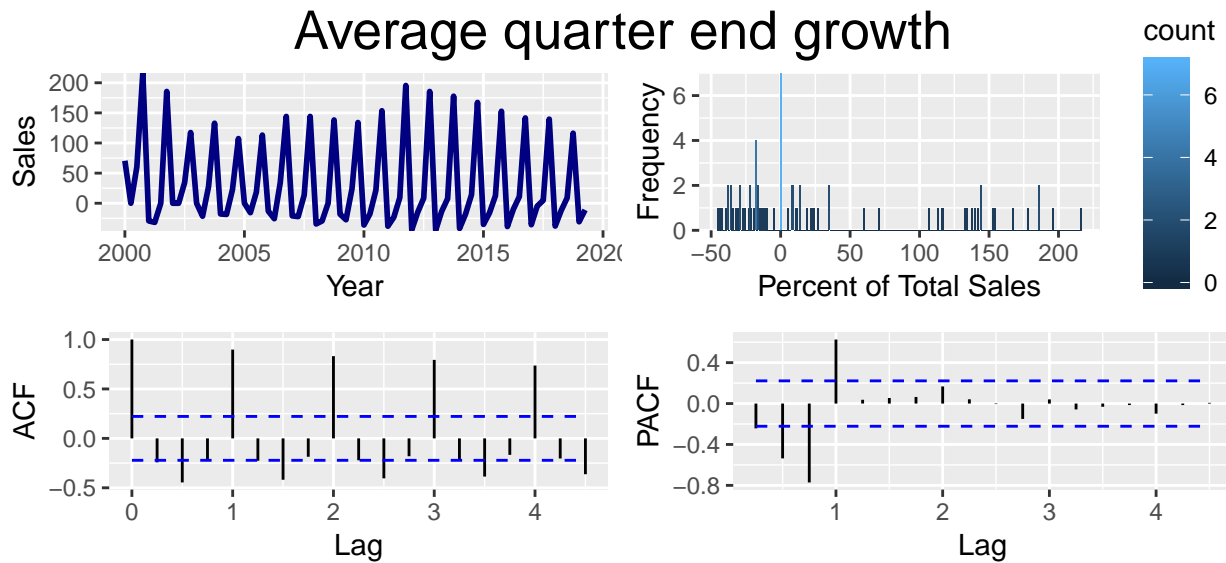 Average quarter end growth
count
6
4
2
0
Sales
200
150
100
50
0
2000 2005 2010 2015 2020
Year
Frequency
6
4
2
0
−50 0 50 100 150 200
Percent of Total Sales
ACF
1.0
0.5
0.0
−0.5
0 1 2 3 4
Lag
PACF
0.4
0.0
−0.4
−0.8
1 2 3 4
Lag